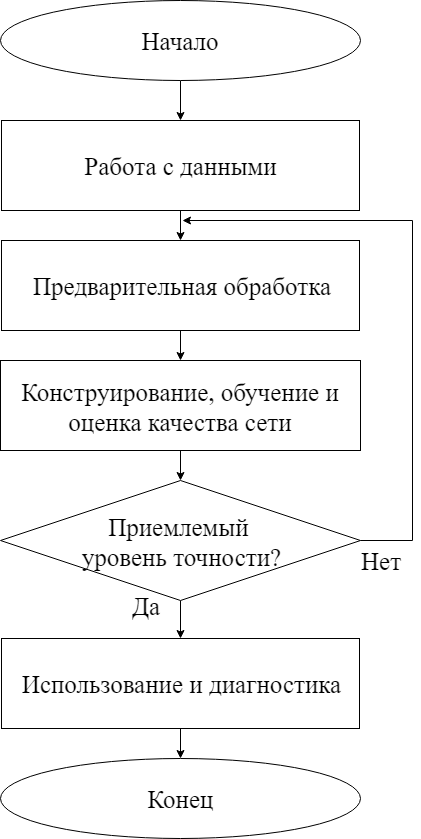 Начало
Работа с данными
Предварительная обработка
Конструирование, обучение и
оценка качества сети
Приемлемый
уровень точности?
Нет
Да
Использование и диагностика
Конец